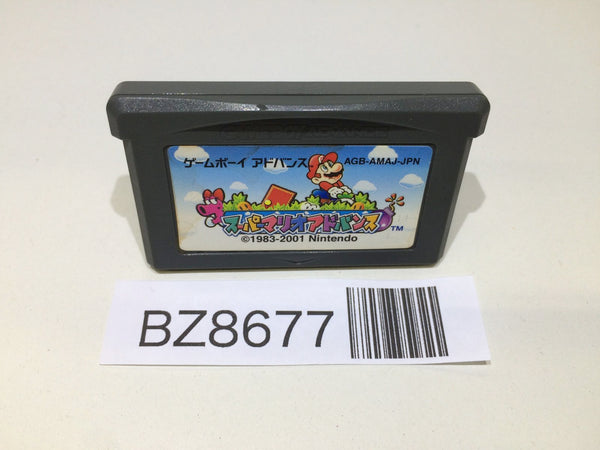 GAME BOY ADVANCE
ゲームボーイ アドバンス AGB-AMAJ-JPN
スーパーマリオアドバンス TM
©1983-2001 Nintendo
BZ8677